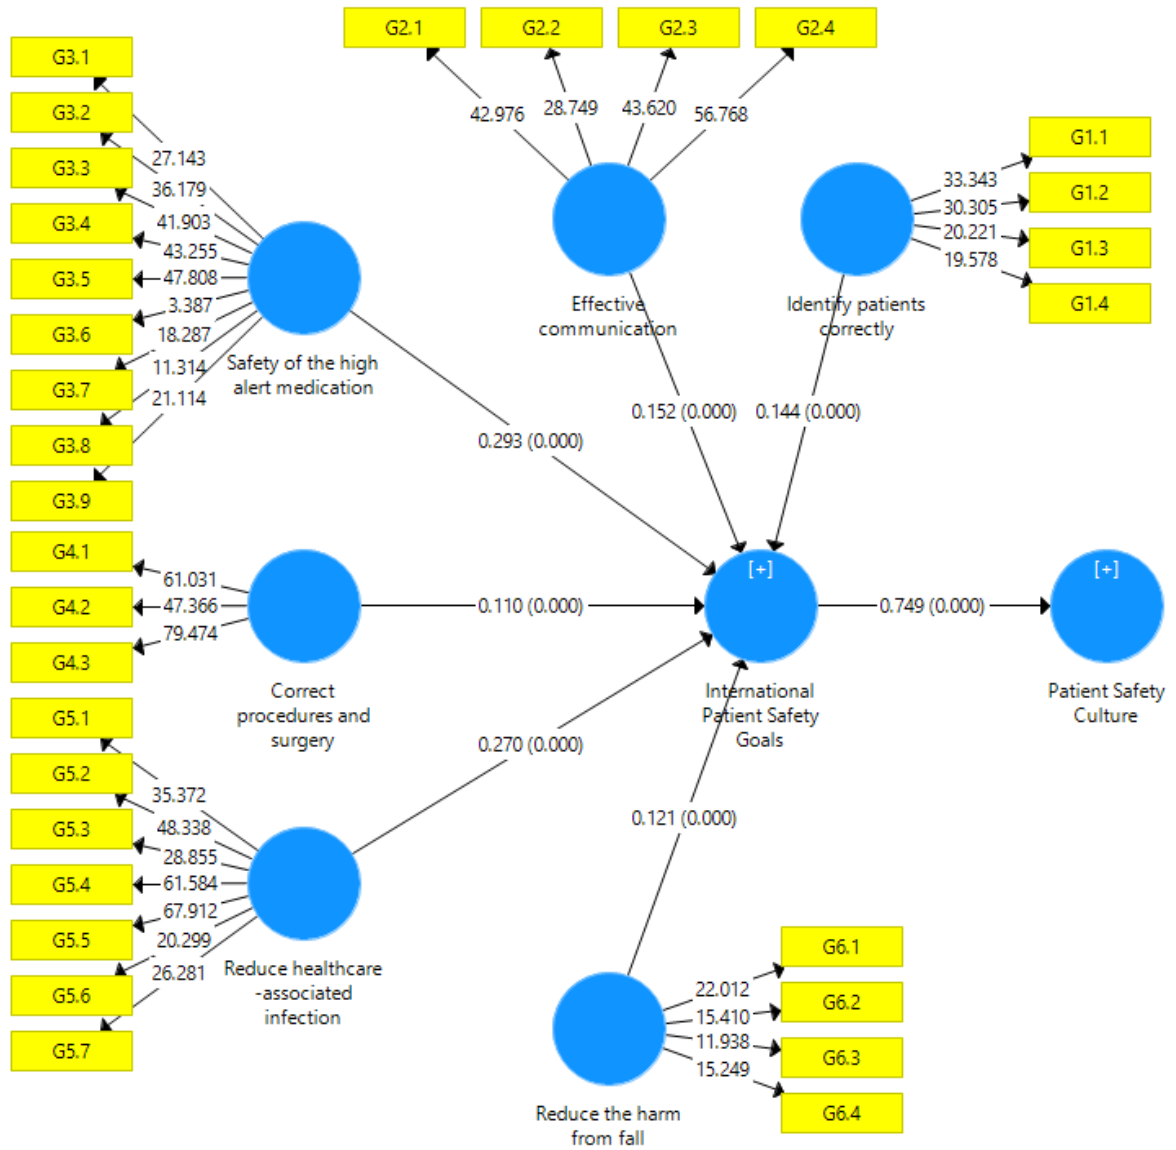 G2.1
G2.2
G2.3
G2.4
42.976
28.749
43.620
56.768
Effective
communication
G1.1
G1.2
G1.3
G1.4
33.343
30.305
20.221
19.578
Identify patients
correctly
G3.1
G3.2
G3.3
G3.4
G3.5
G3.6
G3.7
G3.8
G3.9
27.143
36.179
41.903
43.255
47.808
3.387
18.287
11.314
21.114
Safety of the high
alert medication
0.293 (0.000)
0.152 (0.000)
0.144 (0.000)
G4.1
G4.2
G4.3
61.031
47.366
79.474
Correct
procedures and
surgery
0.110 (0.000)
[+]
International
Patient Safety
Goals
0.749 (0.000)
[+]
Patient Safety
Culture
G5.1
G5.2
G5.3
G5.4
G5.5
G5.6
G5.7
35.372
48.338
28.855
61.584
67.912
20.299
26.281
Reduce healthcare
-associated
infection
0.270 (0.000)
0.121 (0.000)
G6.1
G6.2
G6.3
G6.4
22.012
15.410
11.938
15.249
Reduce the harm
from fall